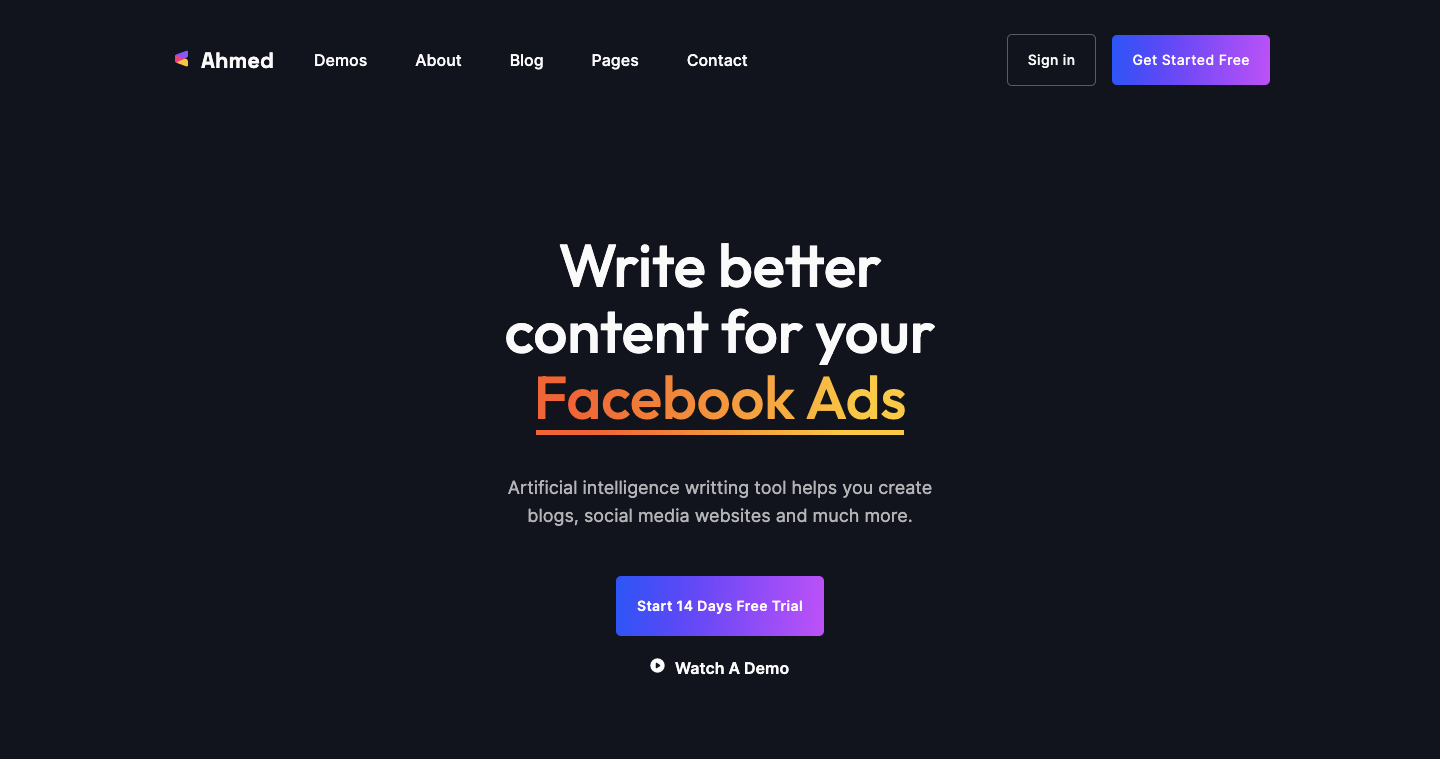 Ahmed
Demos
About
Blog
Pages
Contact
Sign in
Get Started Free
Write better
content for your
Facebook Ads
Artificial intelligence writting tool helps you create
blogs, social media websites and much more.
Start 14 Days Free Trial
Watch A Demo